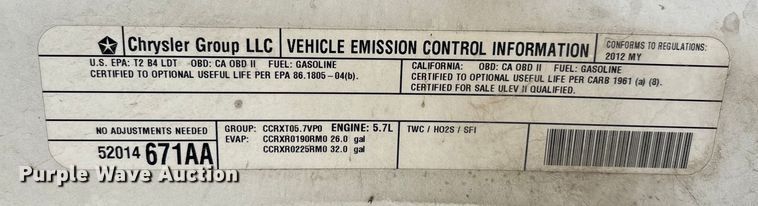 Chrysler Group LLC
VEHICLE EMISSION CONTROL INFORMATION
CONFORMS TO REGULATIONS:
2012 MY
U.S. EPA: T2 B4 LDT OBD: CA OBD II FUEL: GASOLINE
CERTIFIED TO OPTIONAL USEFUL LIFE PER EPA 86.1805-04(b).
CALIFORNIA: OBD: CA OBD II FUEL: GASOLINE
CERTIFIED TO OPTIONAL USEFUL LIFE PER CARB 1961 (a) (8).
CERTIFIED FOR SALE ULEV II QUALIFIED.
NO ADJUSTMENTS NEEDED
52014 671AA
GROUP: CCRXT05.7VP0 ENGINE: 5.7L
EVAP: CCRXR0190RM0 26.0 gal
CCRXR0225RM0 32.0 gal
TWC / HO2S / SFI
Purple Wave Auction